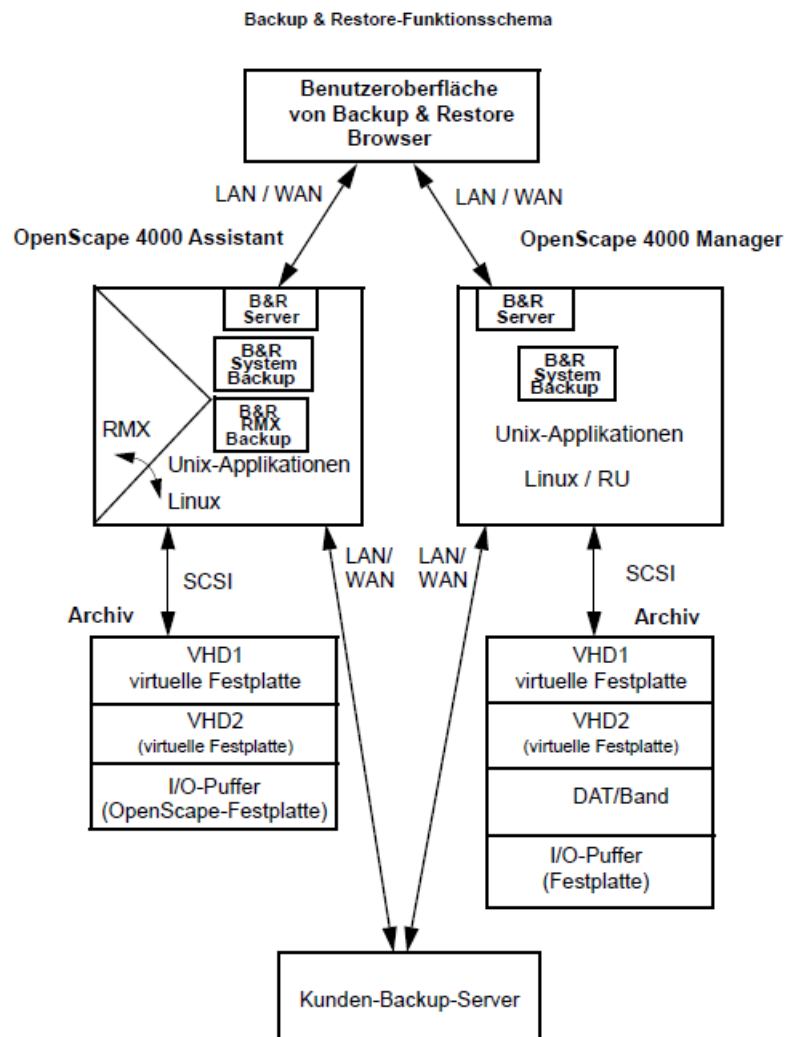 Backup & Restore-Funktionsschema
Benutzeroberfläche
von Backup & Restore
Browser
LAN / WAN
LAN / WAN
OpenScape 4000 Assistant
OpenScape 4000 Manager
B&R
Server
B&R
System
Backup
B&R
RMX
Backup
RMX
Unix-Applikationen
Linux
B&R
Server
B&R
System
Backup
Unix-Applikationen
Linux / RU
SCSI
LAN/
WAN
LAN/
WAN
SCSI
Archiv
VHD1
virtuelle Festplatte
VHD2
(virtuelle Festplatte)
I/O-Puffer
(OpenScape-Festplatte)
Archiv
VHD1
virtuelle Festplatte
VHD2
(virtuelle Festplatte)
DAT/Band
I/O-Puffer
(Festplatte)
Kunden-Backup-Server